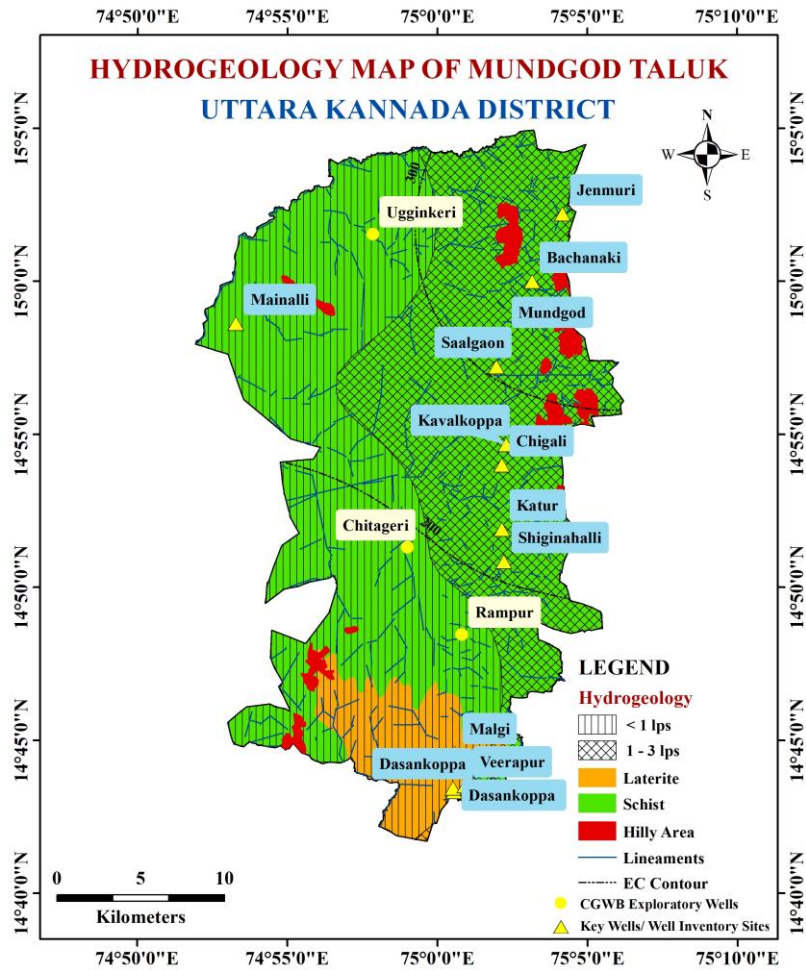 74°50'0"E 74°55'0"E 75°0'0"E 75°5'0"E 75°10'0"E
HYDROGEOLOGY MAP OF MUNDGOD TALUK
UTTARA KANNADA DISTRICT
N
W E
S
15°5'0"N 15°5'0"N
300
Jenmuri
Ugginkeri
Bachanaki
15°0'0"N 15°0'0"N
Mainalli
Mundgod
Saalgaon
14°55'0"N 14°55'0"N
Kavalkoppa
Chigali
Katur
Chitageri
200
Shiginahalli
14°50'0"N 14°50'0"N
Rampur
LEGEND
Hydrogeology
< 1 lps
1 - 3 lps
Laterite
Schist
Hilly Area
Lineaments
EC Contour
CGWB Exploratory Wells
Key Wells/ Well Inventory Sites
14°45'0"N 14°45'0"N
Malgi
Dasankoppa Veerapur
Dasankoppa
0 5 10
Kilometers
14°40'0"N 14°40'0"N
74°50'0"E 74°55'0"E 75°0'0"E 75°5'0"E 75°10'0"E